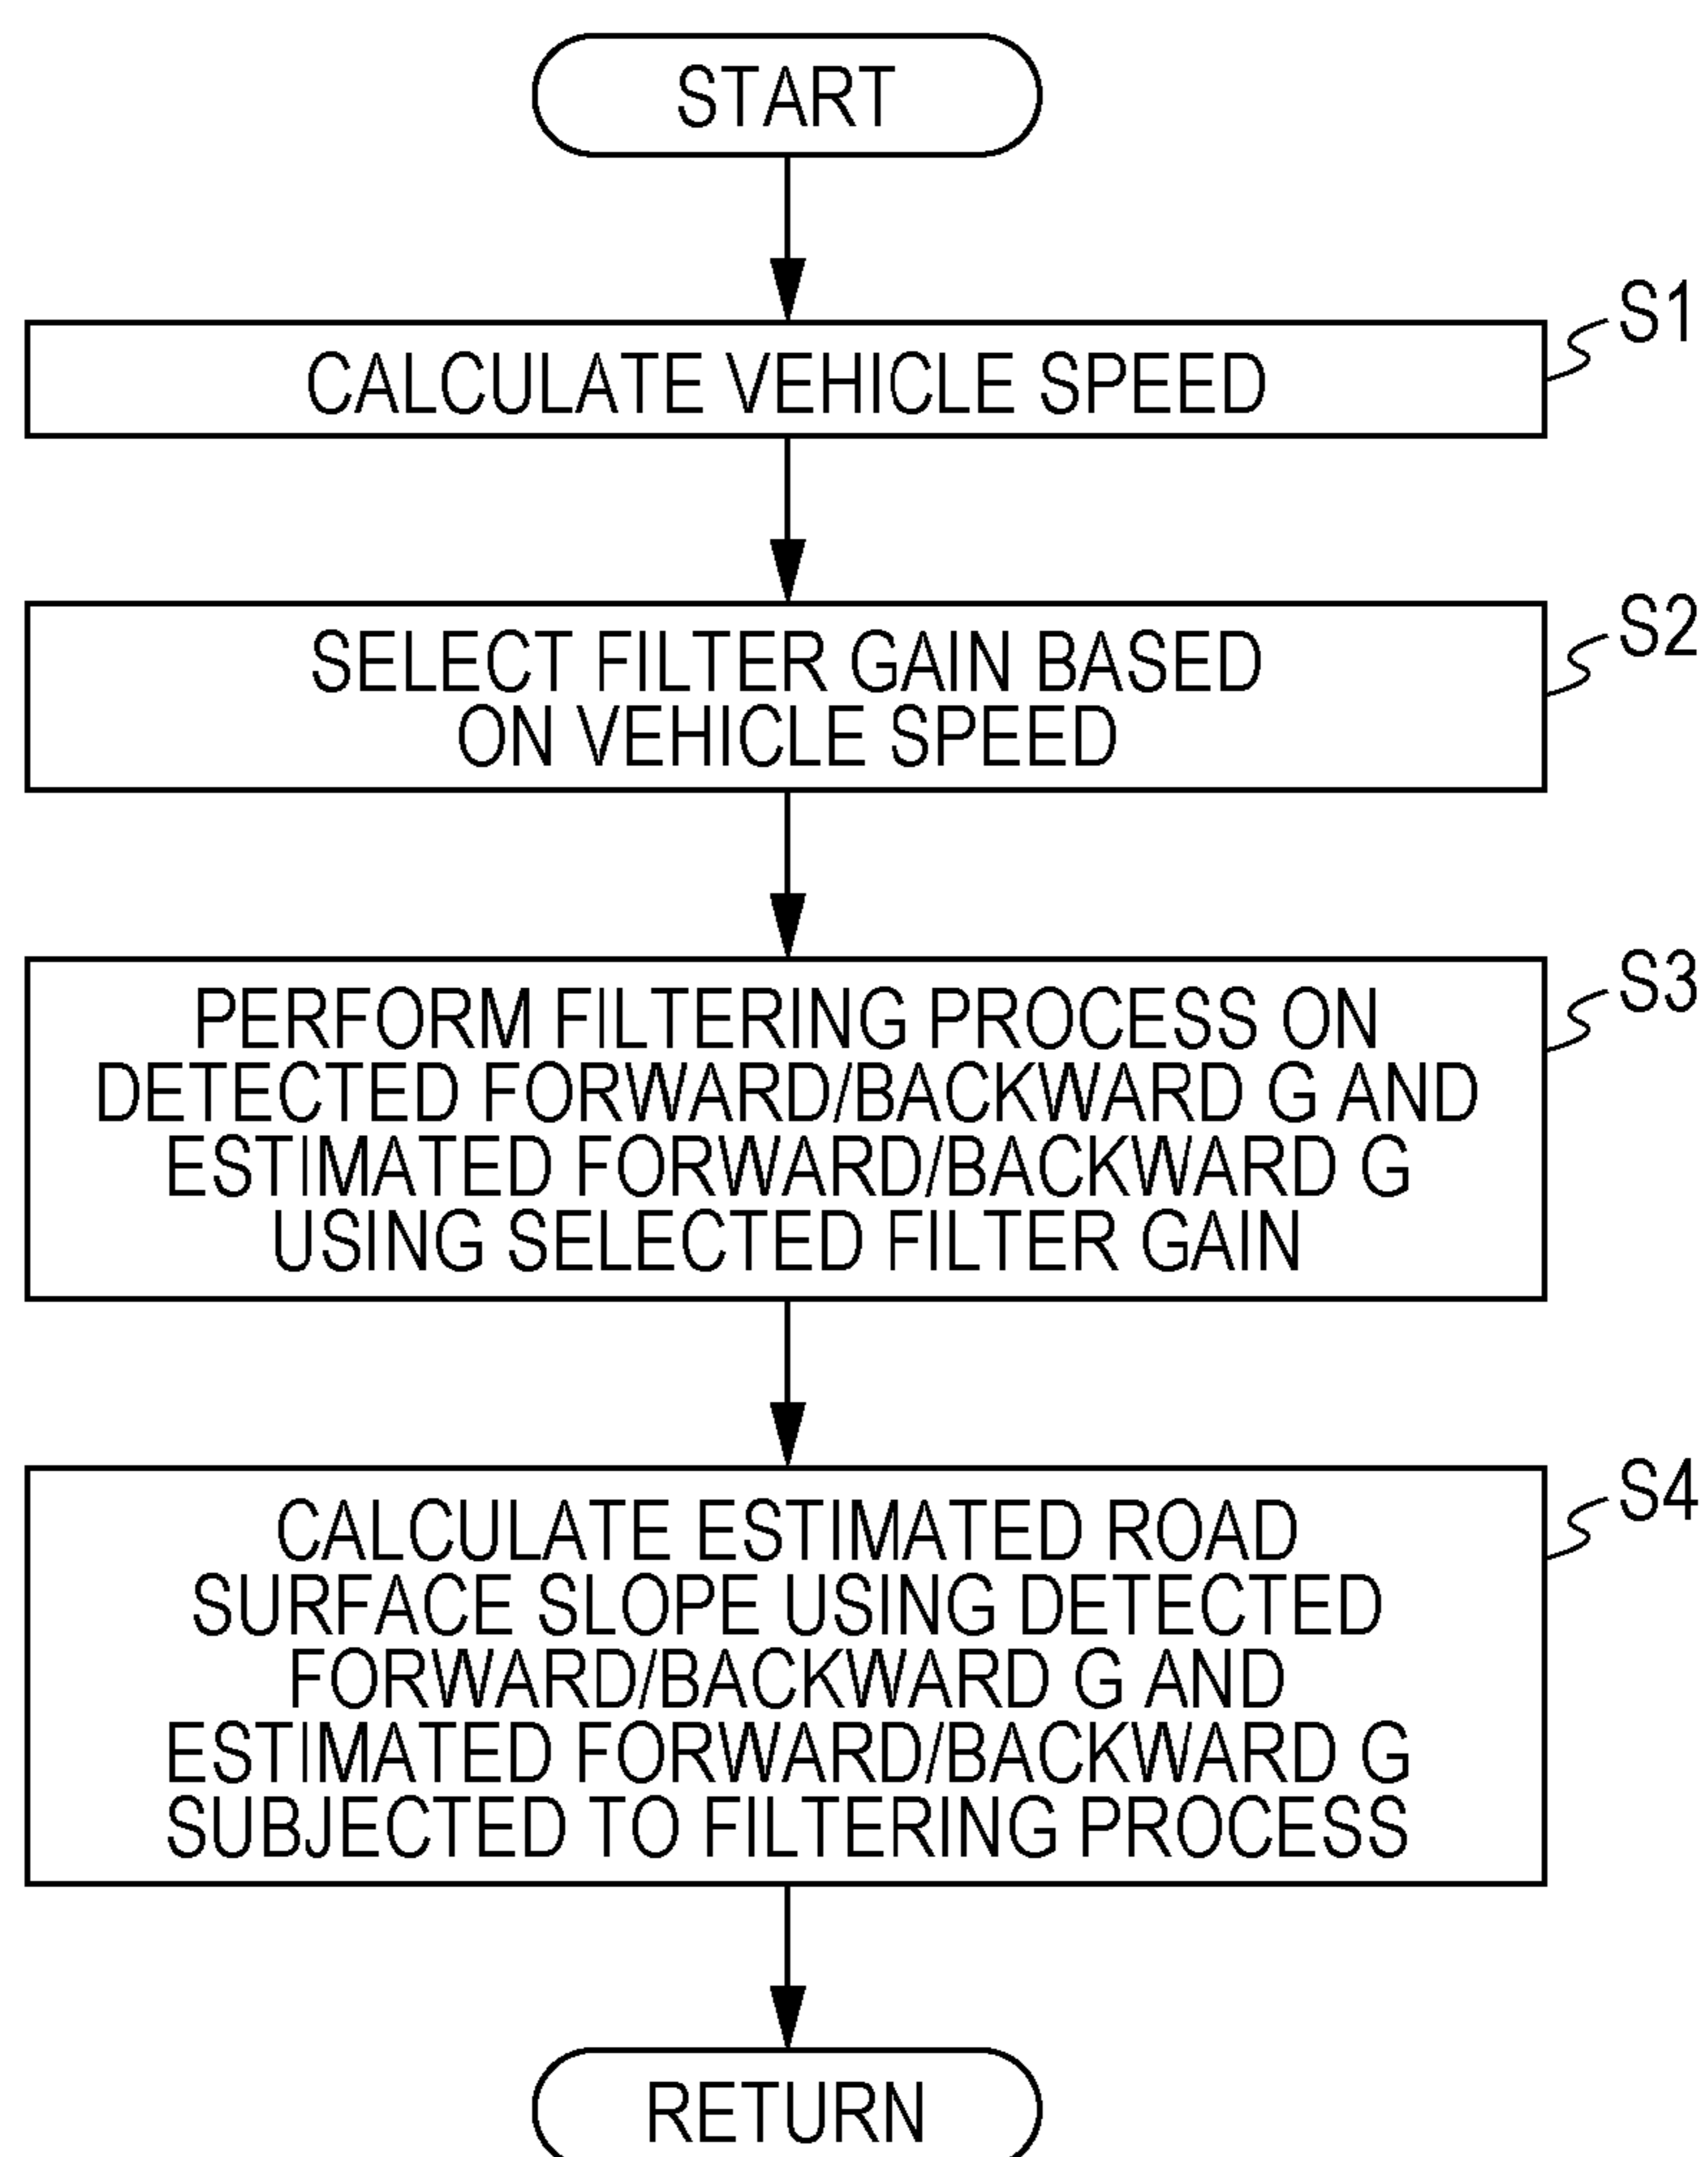 START
S1
CALCULATE VEHICLE SPEED
S2
SELECT FILTER GAIN BASED
ON VEHICLE SPEED
S3
PERFORM FILTERING PROCESS ON
DETECTED FORWARD/BACKWARD G AND
ESTIMATED FORWARD/BACKWARD G
USING SELECTED FILTER GAIN
S4
CALCULATE ESTIMATED ROAD
SURFACE SLOPE USING DETECTED
FORWARD/BACKWARD G AND
ESTIMATED FORWARD/BACKWARD G
SUBJECTED TO FILTERING PROCESS
RETURN